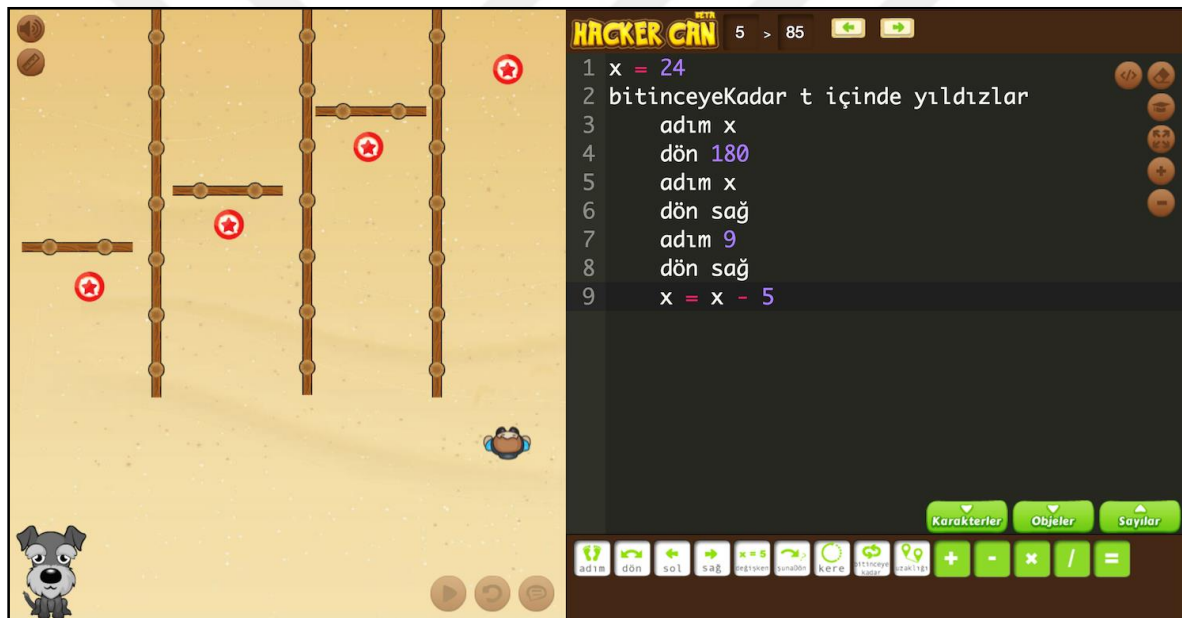 HACKER CAN BETA 5 > 85
1 x = 24
2 bitinceyeKadar t içinde yıldızlar
3 adım x
4 dön 180
5 adım x
6 dön sağ
7 adım 9
8 dön sağ
9 x = x - 5
Karakterler Objeler Sayılar
adım dön sol sağ x = 5 değişken şunaDön kere bitinceye kadar uzaklığı + - x / =